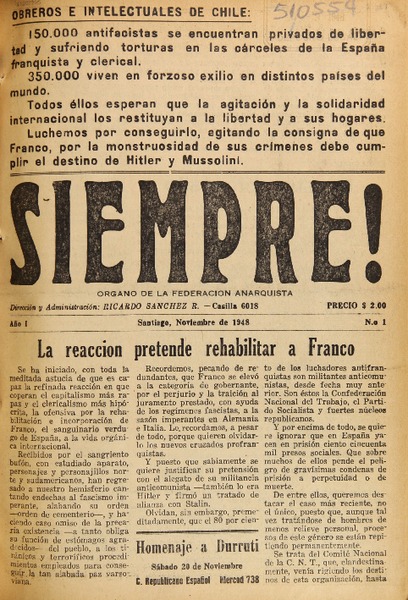 OBREROS E INTELECTUALES DE CHILE:
510554
150.000 antifacistas se encuentran privados de liber-
tad y sufriendo torturas en las cárceles de la España
franquista y clerical.
350.000 viven en forzoso exilio en distintos países del
mundo.
Todos éllos esperan que la agitación y la solidaridad
internacional los restituyan a la libertad y a sus hogares.
Luchemos por conseguirlo, agitando la consigna de que
Franco, por la monstruosidad de sus crímenes debe cum-
plir el destino de Hitler y Mussolini.
SIEMPRE!
ORGANO DE LA FEDERACION ANARQUISTA
Dirección y Administración: RICARDO SANCHEZ R. — Casilla 6018
PRECIO $ 2.00
Año I
Santiago, Noviembre de 1948
N.o 1
La reaccion pretende rehabilitar a Franco
Se ha iniciado, con toda la
meditada astucia de que es ca-
paz la refinada reacción en que
operan el capitalismo más ra-
paz y el clericalismo más hipó-
crita, la ofensiva por la reha-
bilitación e incorporación de
Franco, el sanguinario verdu-
go de España, a la vida orgáni-
ca internacional.
Recibidos por el sangriento
bufón, con estudiado aparato,
personajes y personajillos nor-
te y sudamericanos, han regre-
sado a nuestro hemisferio can-
tando endechas al fascismo im-
perante, alabando su orden
—orden de cementerio—, y ha-
ciendo caso omiso de la preca-
ria existencia —a tanto obliga
su función de estómagos agra-
decidos— del pueblo, a los ti-
ránicos y terroríficos procedi-
mientos empleados para conse-
guir la tan alabada paz varso-
Recordemos, pecando de re-
dundantes, que Franco se elevó
a la categoría de gobernante,
por el perjurio y la traición al
juramento prestado, con ayuda
de los regímenes fascistas, a la
sazón imperantes en Alemania
e Italia. Lo, recordamos, a pesar
de todo, porque quieren olvidar-
lo los nuevos cruzados profran-
quistas.
Y puesto que sabiamente se
quiere justificar su pretensión
con el alegato de su militancia
anticomunista, —también lo era
Hitler y firmó un tratado de
alianza con Stalin.
Olvidan, sin embargo, preme-
ditadamente, que el 80 por cien-
Homenaje a Durruti
Sábado 20 de Noviembre
C. Republicano Español Merced 738
to de los luchadores antifran-
quistas son militantes anticomu-
nistas, desde fecha muy ante-
rior. Son éstos la Confederación
Nacional del Trabajo, el Parti-
do Socialista y fuertes núcleos
republicanos.
Y por encima de todo, se quie-
re ignorar que en España yacen
en prisión ciento cincuenta
mil presos sociales. Que sobre
muchos de ellos pende el peli-
gro de gravísimas condenas de
prisión a perpetuidad o de
muerte.
De entre ellos, queremos des-
tacar el caso más reciente, no
único, puesto que, aunque tal
vez tratándose de hombres de
relieve personal, proce-
sos de este género se están re-
pitiendo permanentemente.
Se trata del Comité Nacional
de la C. N. T., que, clandestina-
mente, venía rigiendo los desti-
nos de esta organización, hasta